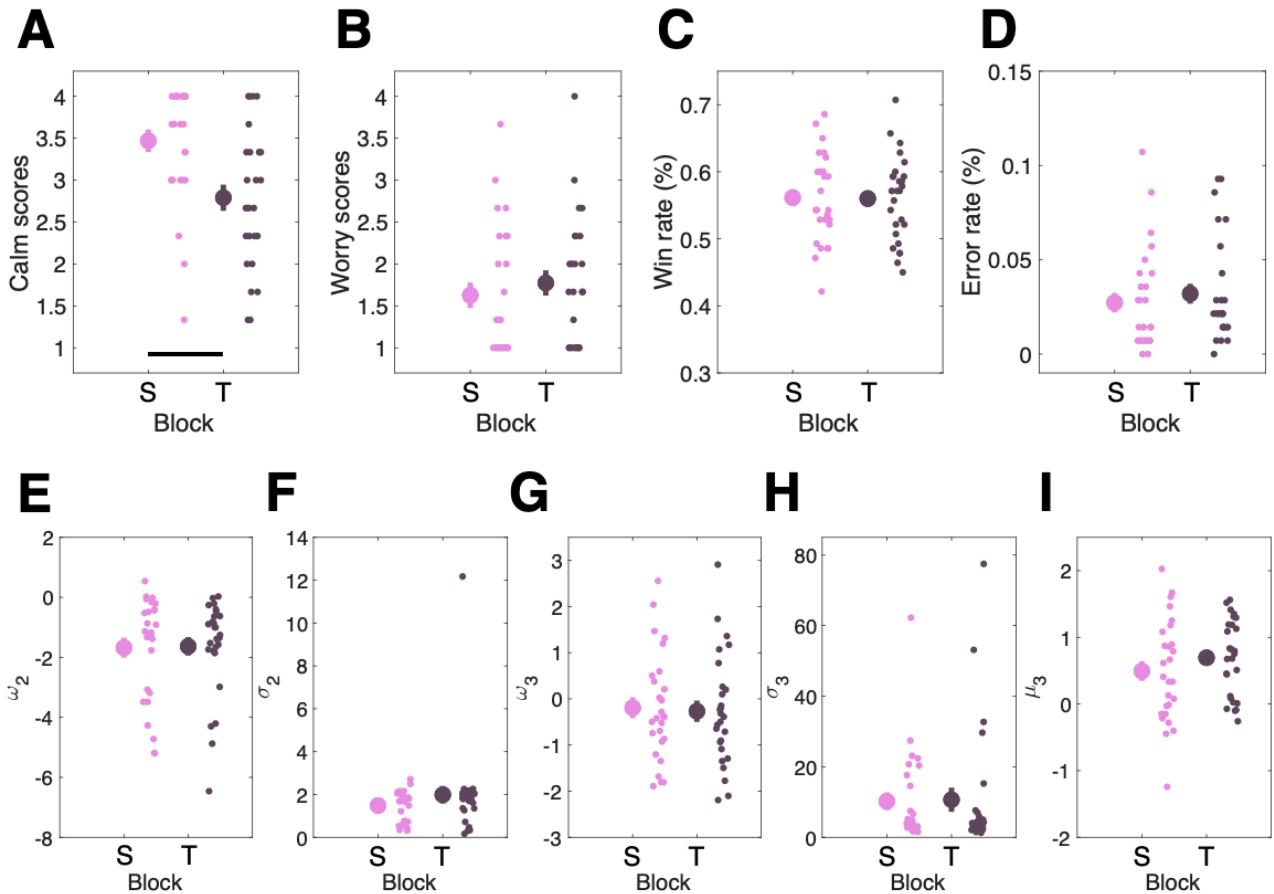 A
B
C
D
Calm scores
4
3.5
3
2.5
2
1.5
1
S
T
Block
Worry scores
4
3.5
3
2.5
2
1.5
1
S
T
Block
Win rate (%)
0.7
0.6
0.5
0.4
0.3
S
T
Block
Error rate (%)
0.15
0.1
0.05
0
S
T
Block
E
F
G
H
I
ω2
2
0
-2
-4
-6
-8
S
T
Block
σ2
14
12
10
8
6
4
2
0
S
T
Block
ω3
3
2
1
0
-1
-2
-3
S
T
Block
σ3
80
60
40
20
0
S
T
Block
μ3
2
1
0
-1
-2
S
T
Block